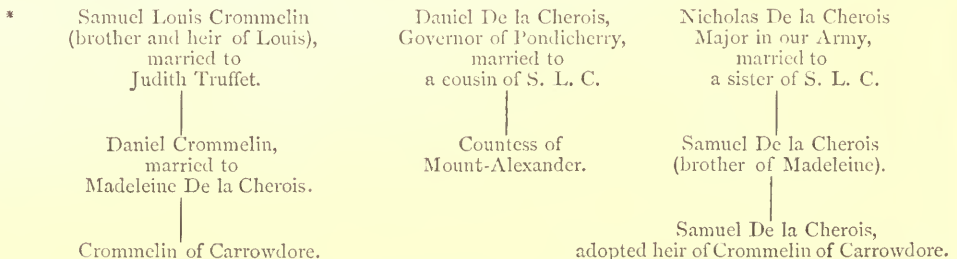 *
Samuel Louis Crommelin
(brother and heir of Louis),
married to
Judith Truffet.
Daniel Crommelin,
married to
Madeleine De la Cherois.
Crommelin of Carrowdore.
Daniel De la Cherois,
Governor of Pondicherry,
married to
a cousin of S. L. C.
Countess of
Mount-Alexander.
Nicholas De la Cherois
Major in our Army,
married to
a sister of S. L. C.
Samuel De la Cherois
(brother of Madeleine).
Samuel De la Cherois,
adopted heir of Crommelin of Carrowdore.